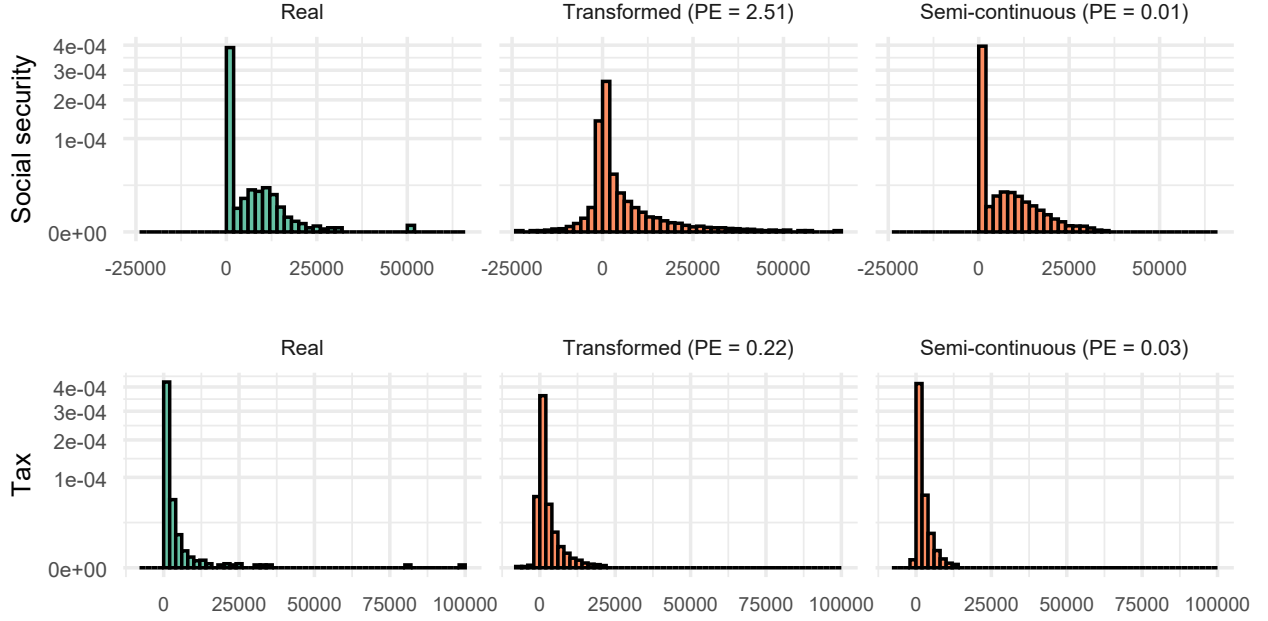 Real Transformed (PE = 2.51) Semi-continuous (PE = 0.01)
Social security
4e-04
3e-04
2e-04
1e-04
0e+00
-25000 0 25000 50000 -25000 0 25000 50000 -25000 0 25000 50000
Real Transformed (PE = 0.22) Semi-continuous (PE = 0.03)
Tax
4e-04
3e-04
2e-04
1e-04
0e+00
0 25000 50000 75000 100000 0 25000 50000 75000 100000 0 25000 50000 75000 100000